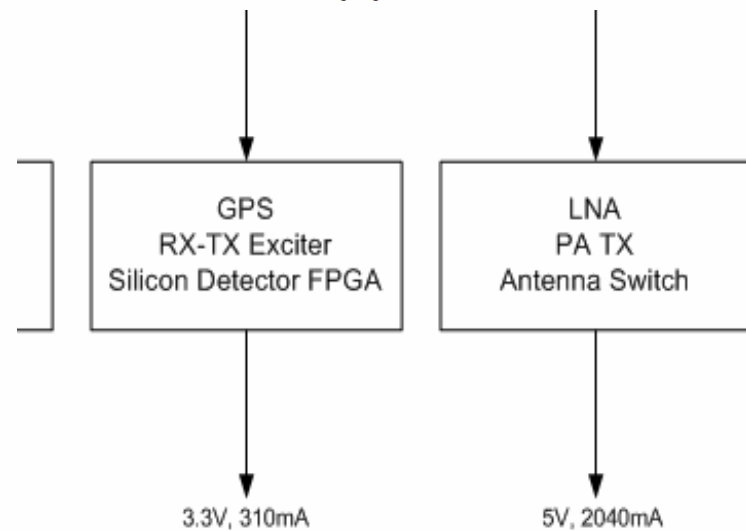 GPS
RX-TX Exciter
Silicon Detector FPGA
LNA
PA TX
Antenna Switch
3.3V, 310mA
5V, 2040mA